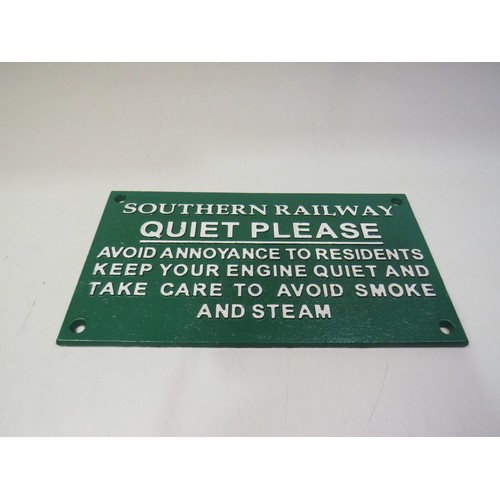 SOUTHERN RAILWAY
QUIET PLEASE
AVOID ANNOYANCE TO RESIDENTS
KEEP YOUR ENGINE QUIET AND
TAKE CARE TO AVOID SMOKE
AND STEAM